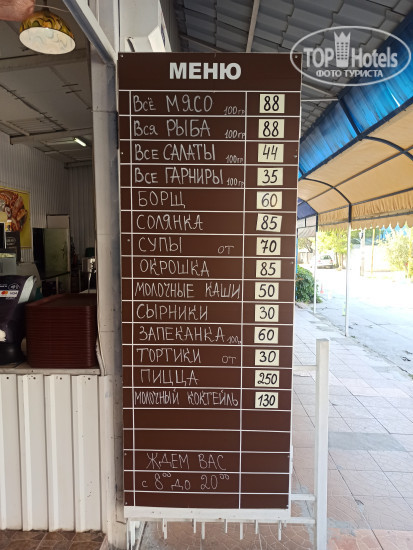 TOP Hotels
ФОТО ТУРИСТА
МЕНЮ
ВСЁ МЯСО 100гр 88
ВСЯ РЫБА 100гр 88
ВСЕ САЛАТЫ 100гр 44
ВСЕ ГАРНИРЫ 100гр 35
БОРЩ 60
СОЛЯНКА 85
СУПЫ ОТ 70
ОКРОШКА 85
МОЛОЧНЫЕ КАШИ 50
СЫРНИКИ 30
ЗАПЕКАНКА 100г 60
ТОРТИКИ ОТ 30
ПИЦЦА 250
МОЛОЧНЫЙ КОКТЕЙЛЬ 130
ЖДЕМ ВАС
с 8⁰⁰ до 20⁰⁰